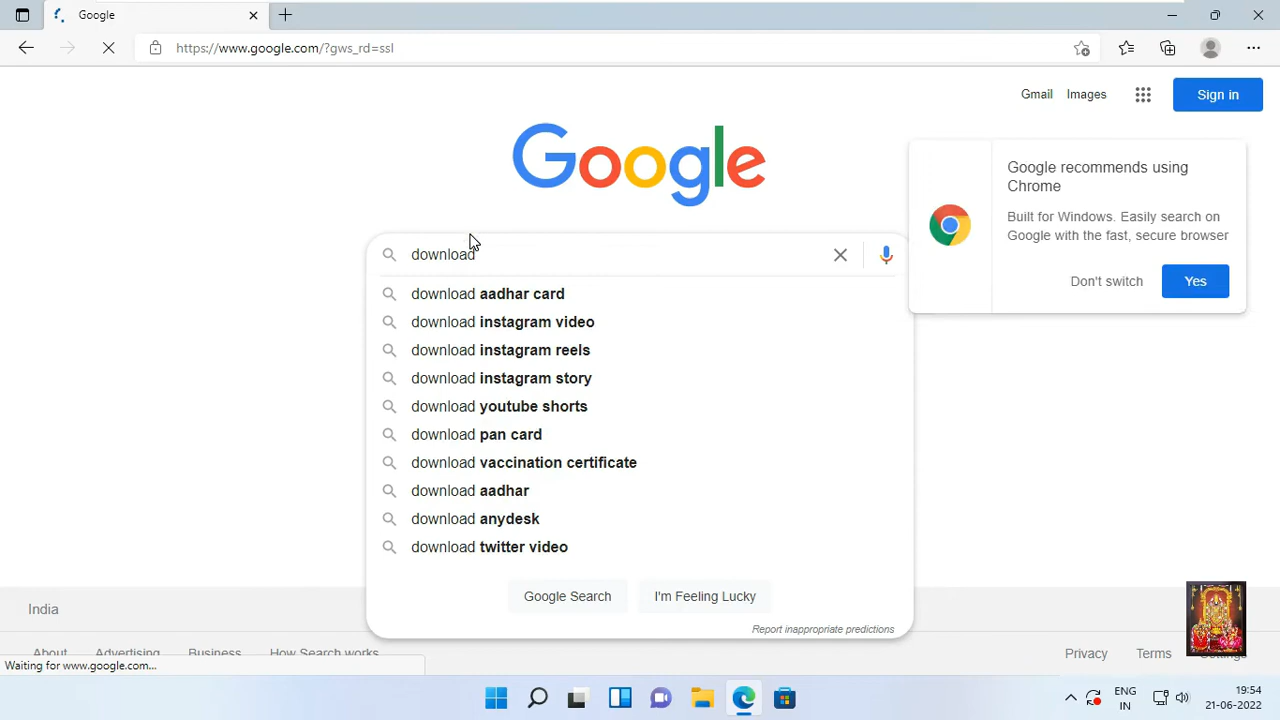 Google
https://www.google.com/?gws_rd=ssl
Gmail
Images
Sign in
Google
Google recommends using
Chrome
Built for Windows. Easily search on
Google with the fast, secure browser
Don't switch
Yes
download
download aadhar card
download instagram video
download instagram reels
download instagram story
download youtube shorts
download pan card
download vaccination certificate
download aadhar
download anydesk
download twitter video
Google Search
I'm Feeling Lucky
Report inappropriate predictions
India
About
Advertising
Business
How Search works
Privacy
Terms
Settings
Waiting for www.google.com...
ENG
IN
19:54
21-06-2022